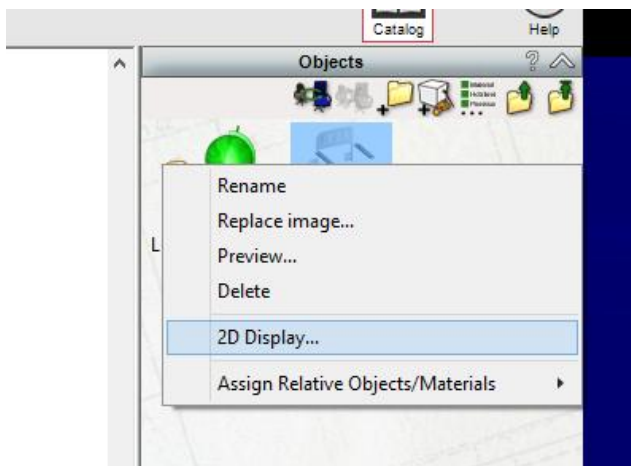 Catalog
Help
Objects
?
L
Rename
Replace image...
Preview...
Delete
2D Display...
Assign Relative Objects/Materials